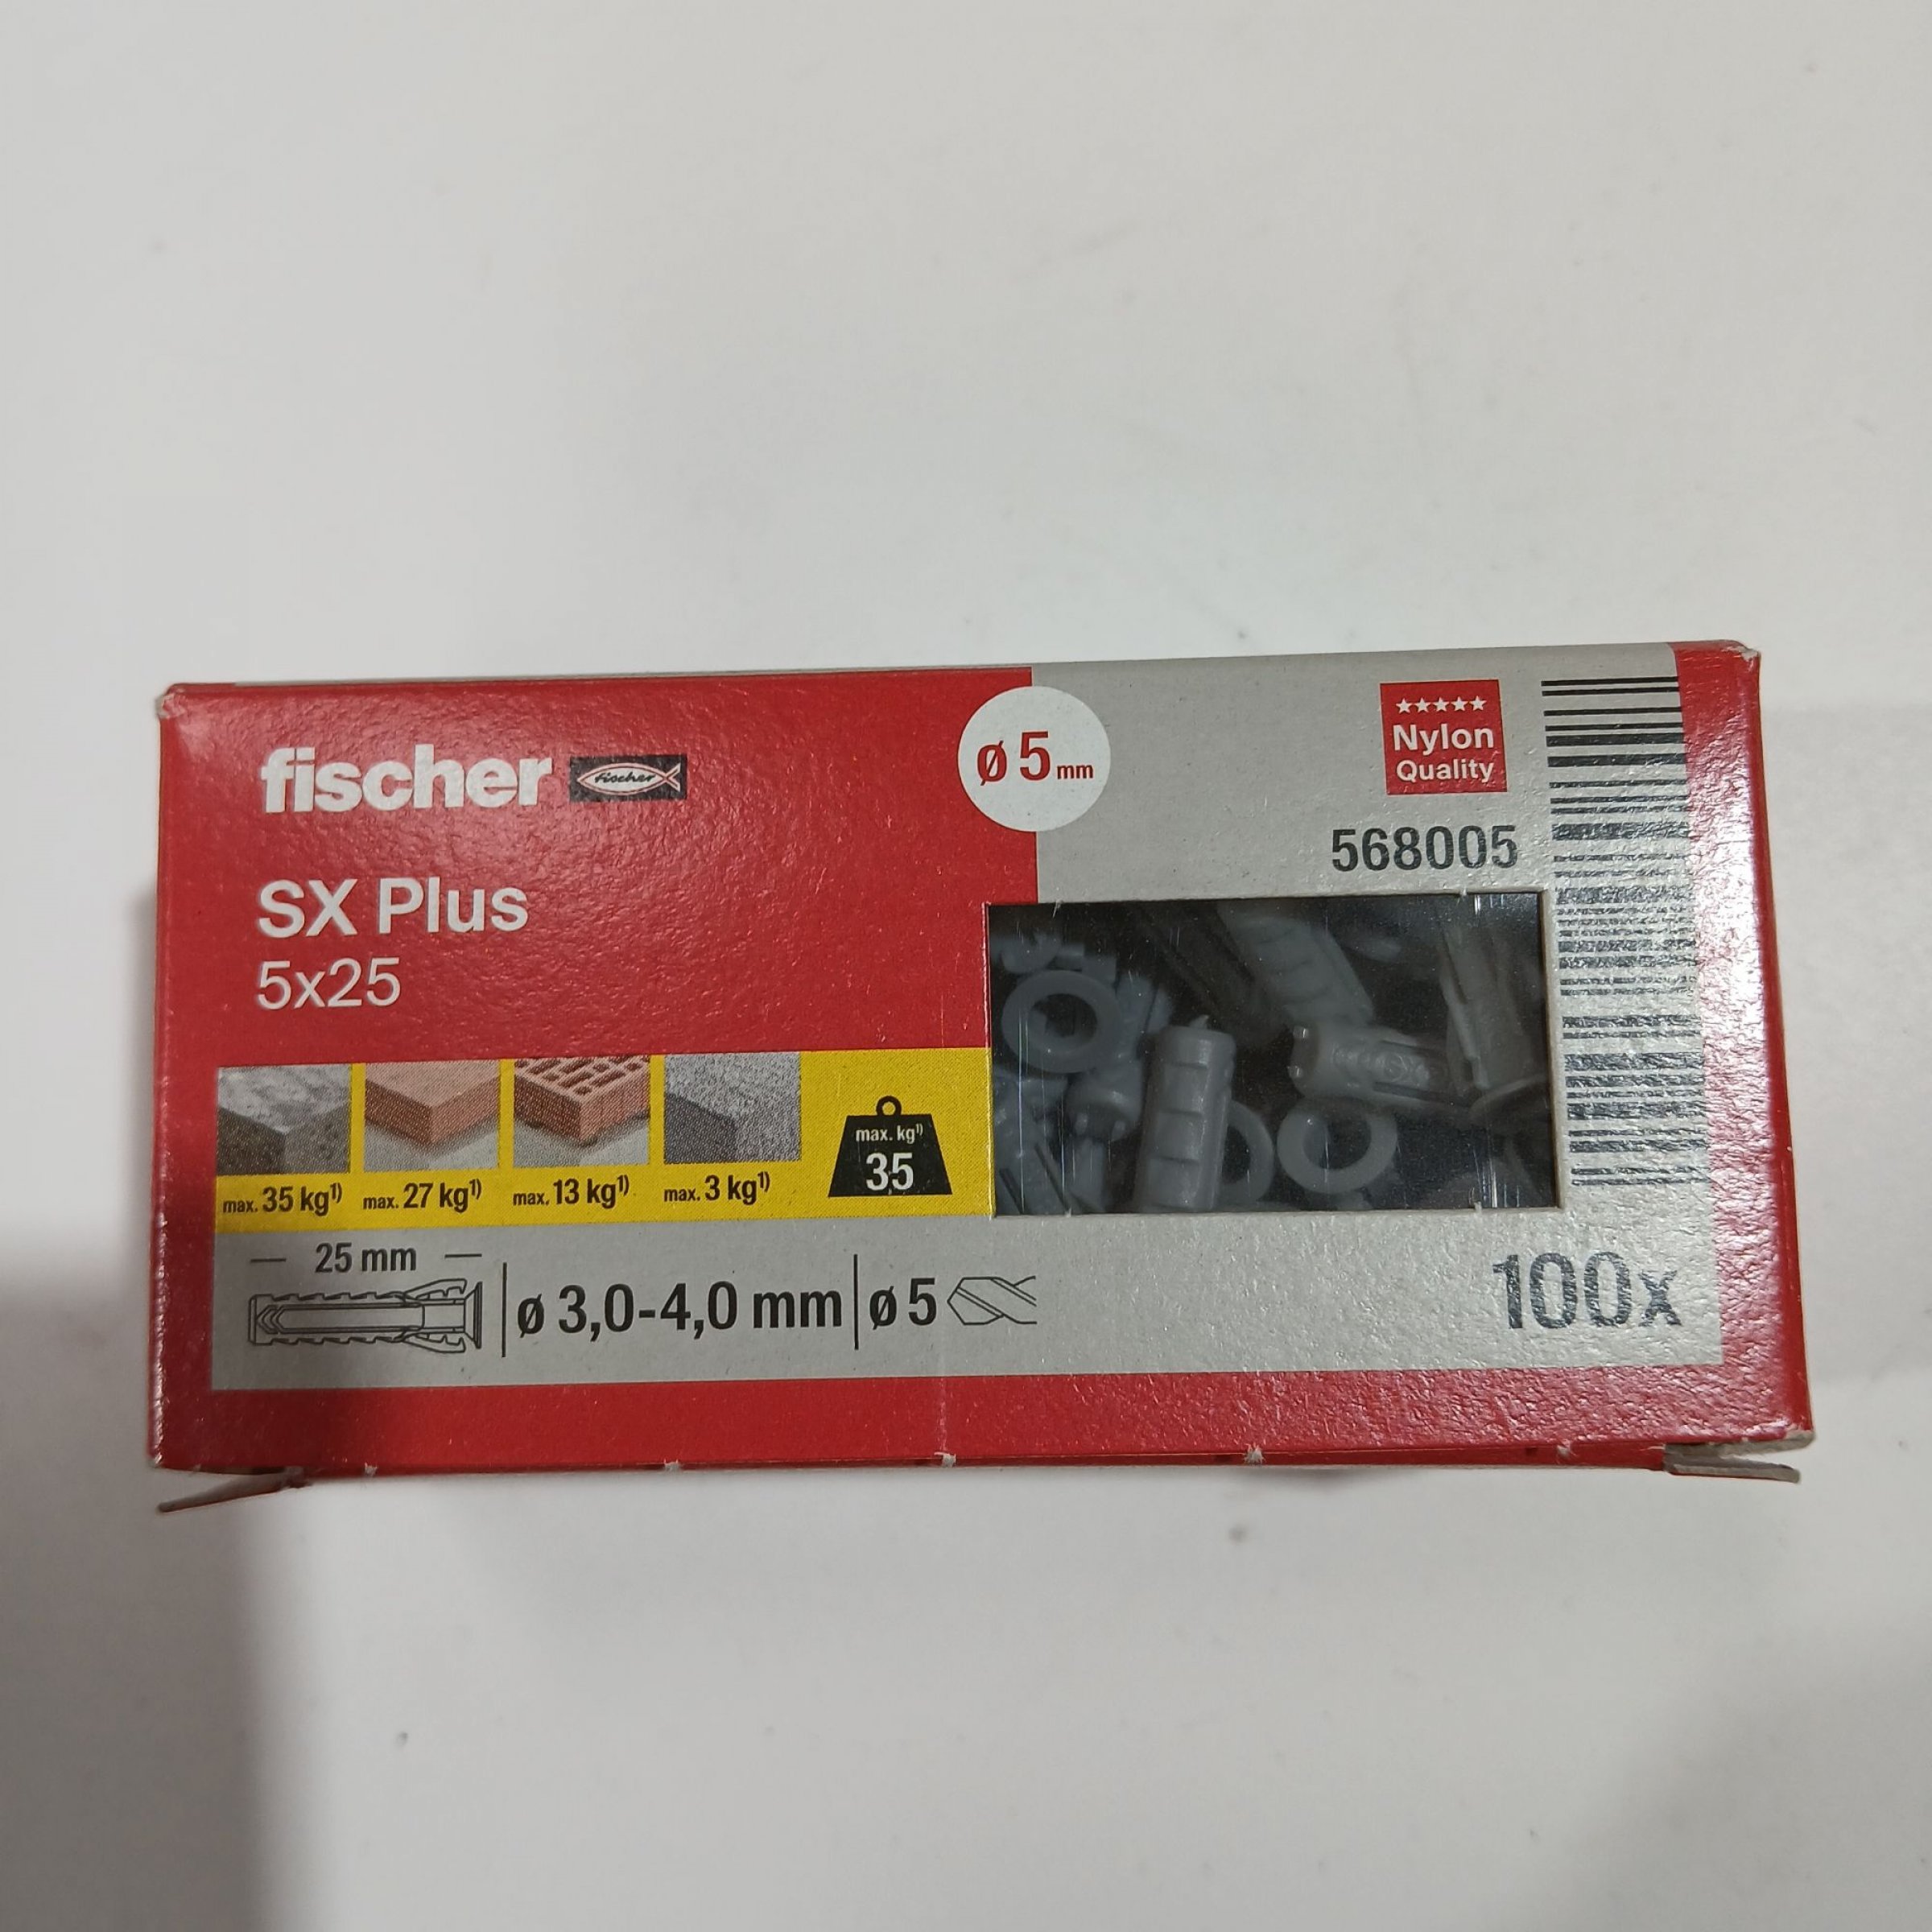 fischer fischer
SX Plus
5x25
ø 5 mm
★★★★★
Nylon
Quality
568005
max. 35 kg¹⁾ max. 27 kg¹⁾ max. 13 kg¹⁾ max. 3 kg¹⁾
max. kg¹⁾
35
25 mm
ø 3,0-4,0 mm ø 5
100x